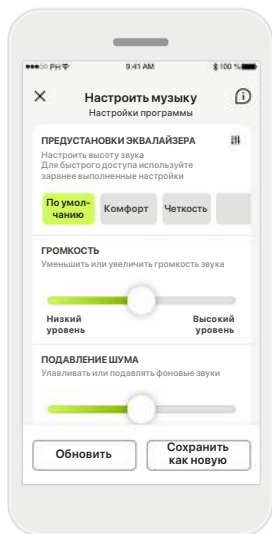 PH 9:41 AM 100 %
Настроить музыку
Настройки программы
ПРЕДУСТАНОВКИ ЭКВАЛАЙЗЕРА
Настроить высоту звука
Для быстрого доступа используйте
заранее выполненные настройки
По умол-
чанию
Комфорт
Четкость
ГРОМКОСТЬ
Уменьшить или увеличить громкость звука
Низкий
уровень
Высокий
уровень
ПОДАВЛЕНИЕ ШУМА
Улавливать или подавлять фоновые звуки
Обновить
Сохранить
как новую